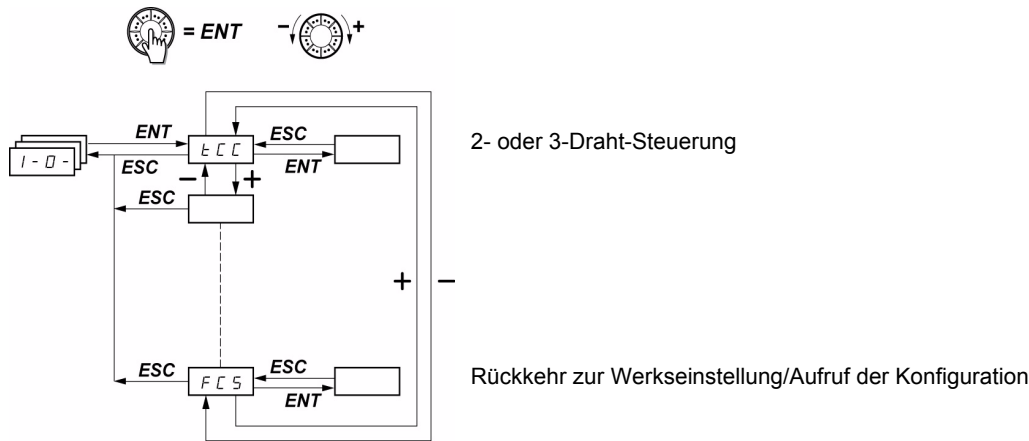 = ENT
- +
ENT
ESC
I - O -
tCC
ESC
ENT
2- oder 3-Draht-Steuerung
- +
ESC
+ -
ESC
FCS
ESC
ENT
Rückkehr zur Werkseinstellung/Aufruf der Konfiguration